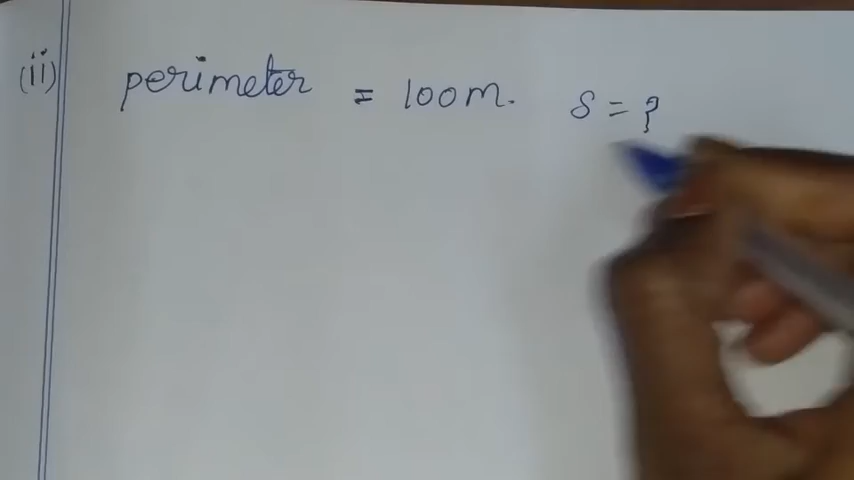 (ii) perimeter = 100m. S = ?